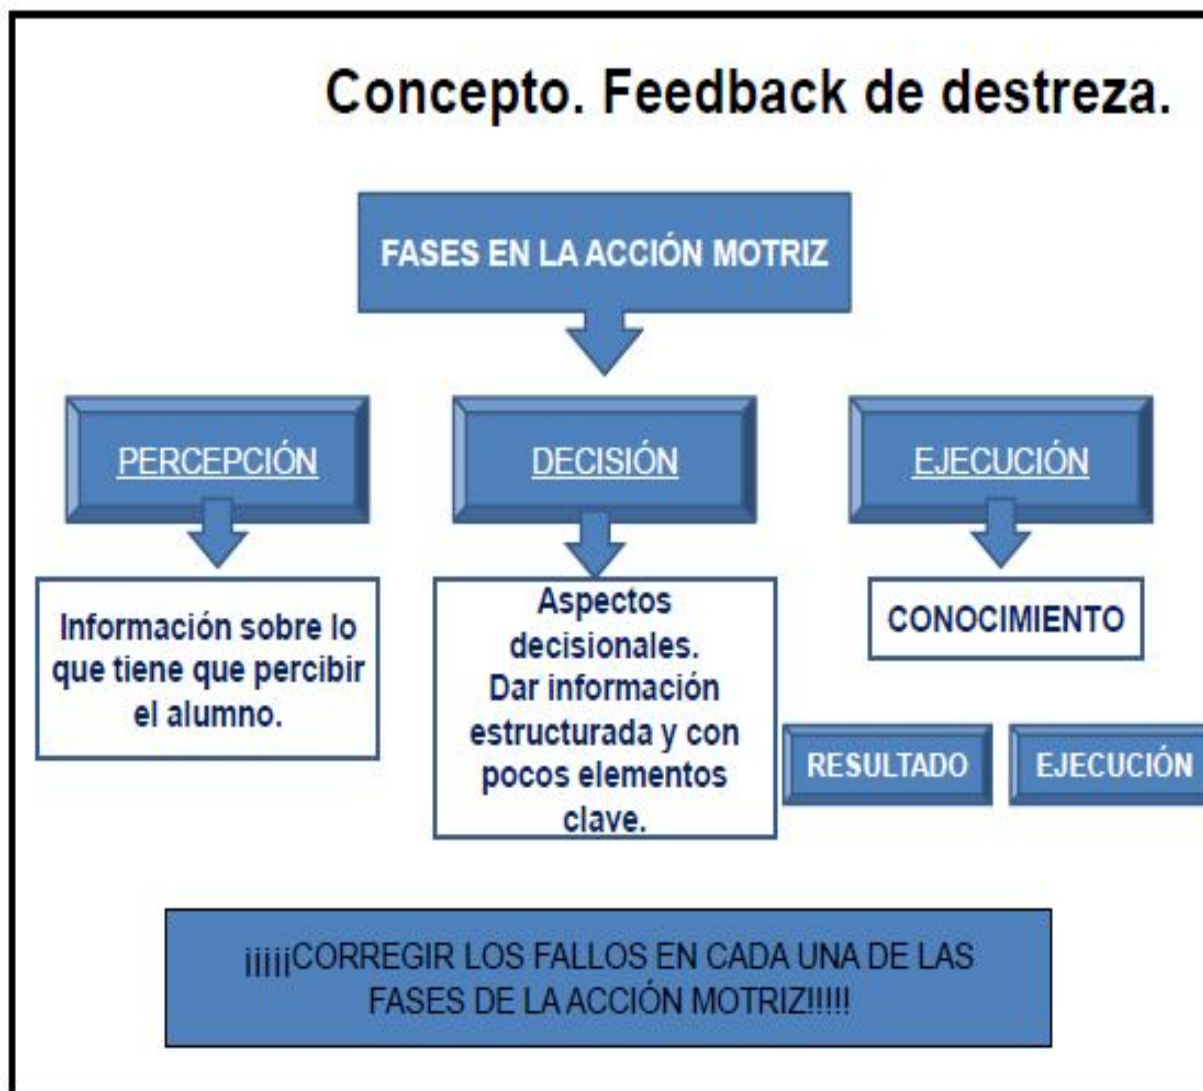 Concepto. Feedback de destreza.
FASES EN LA ACCIÓN MOTRIZ
PERCEPCIÓN
DECISIÓN
EJECUCIÓN
Información sobre lo
que tiene que percibir
el alumno.
Aspectos
decisionales.
Dar información
estructurada y con
pocos elementos
clave.
CONOCIMIENTO
RESULTADO
EJECUCIÓN
¡¡¡¡¡CORREGIR LOS FALLOS EN CADA UNA DE LAS
FASES DE LA ACCIÓN MOTRIZ!!!!!